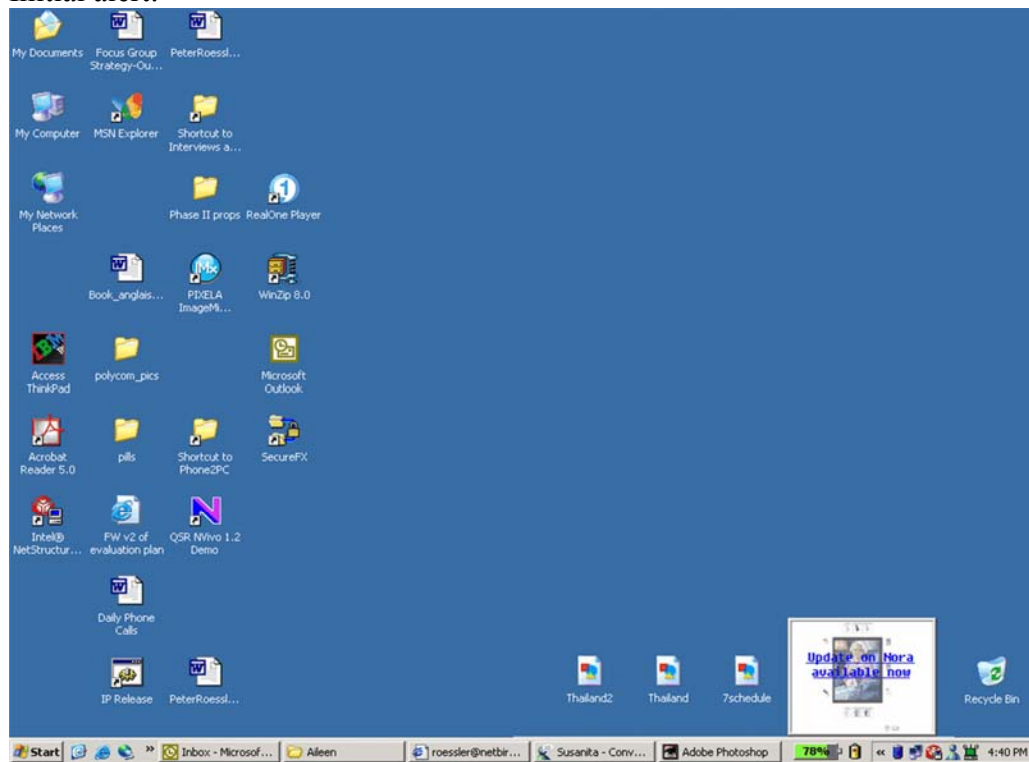 My Documents
Focus Group
Strategy-Ou...
PeterRoessl...
My Computer
MSN Explorer
Shortcut to
Interviews a...
My Network
Places
Phase II props
RealOne Player
Book_anglais...
PIXELA
ImageMi...
WinZip 8.0
Access
ThinkPad
polycom_pics
Microsoft
Outlook
Acrobat
Reader 5.0
pills
Shortcut to
Phone2PC
SecureFX
Intel®
NetStructur...
FW v2 of
evaluation plan
QSR NVivo 1.2
Demo
Daily Phone
Calls
IP Release
PeterRoessl...
Thailand2
Thailand
7schedule
Update on Nora
available now
Recycle Bin
Start
Inbox - Microsof...
Aileen
roessler@netbir...
Susanita - Conv...
Adobe Photoshop
78%
4:40 PM